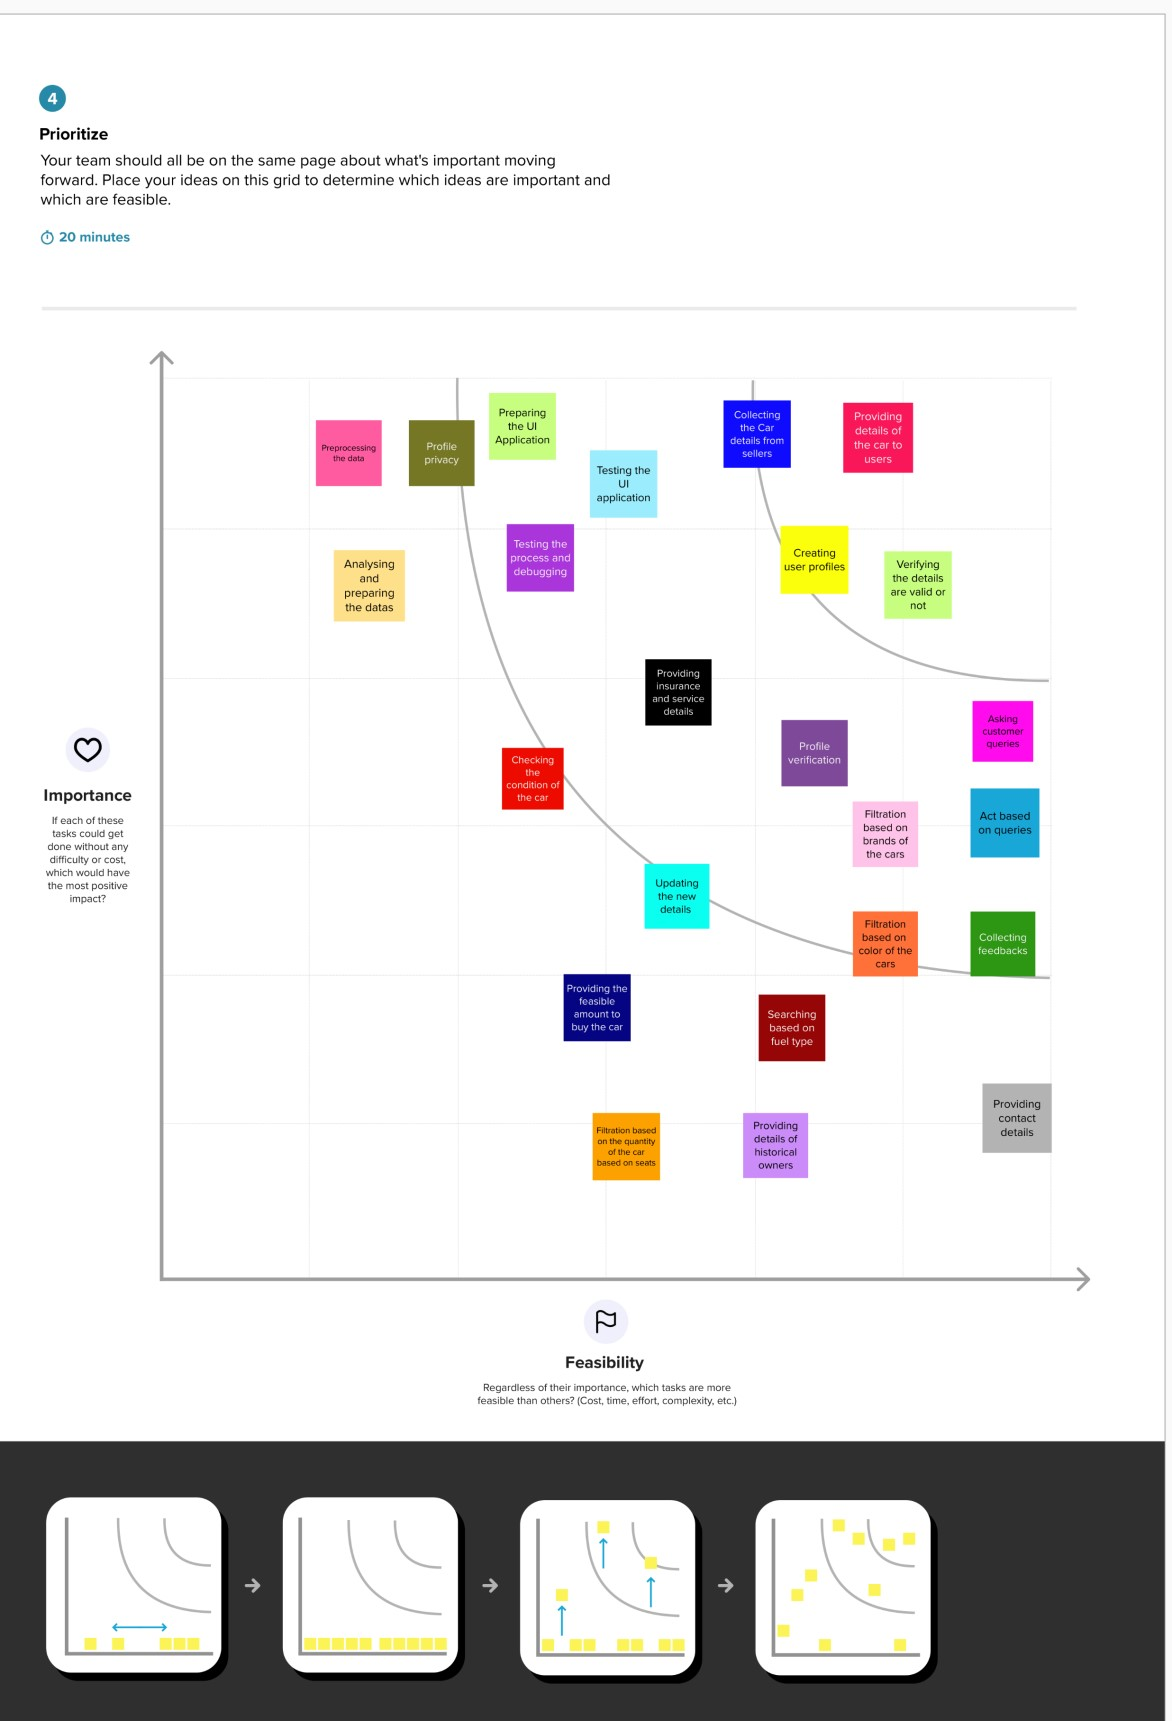 4
Prioritize
Your team should all be on the same page about what's important moving
forward. Place your ideas on this grid to determine which ideas are important and
which are feasible.
20 minutes
Preprocessing
the data
Profile
privacy
Preparing
the UI
Application
Testing the
UI
application
Collecting
the Car
details from
sellers
Providing
details of
the car to
users
Analysing
and
preparing
the datas
Testing the
process and
debugging
Creating
user profiles
Verifying
the details
are valid or
not
Providing
insurance
and service
details
Asking
customer
queries
Profile
verification
Checking
the
condition of
the car
Filtration
based on
brands of
the cars
Act based
on queries
Updating
the new
details
Filtration
based on
color of the
cars
Collecting
feedbacks
Providing the
feasible
amount to
buy the car
Searching
based on
fuel type
Filtration based
on the quantity
of the car
based on seats
Providing
details of
historical
owners
Providing
contact
details
Importance
If each of these
tasks could get
done without any
difficulty or cost,
which would have
the most positive
impact?
Feasibility
Regardless of their importance, which tasks are more
feasible than others? (Cost, time, effort, complexity, etc.)